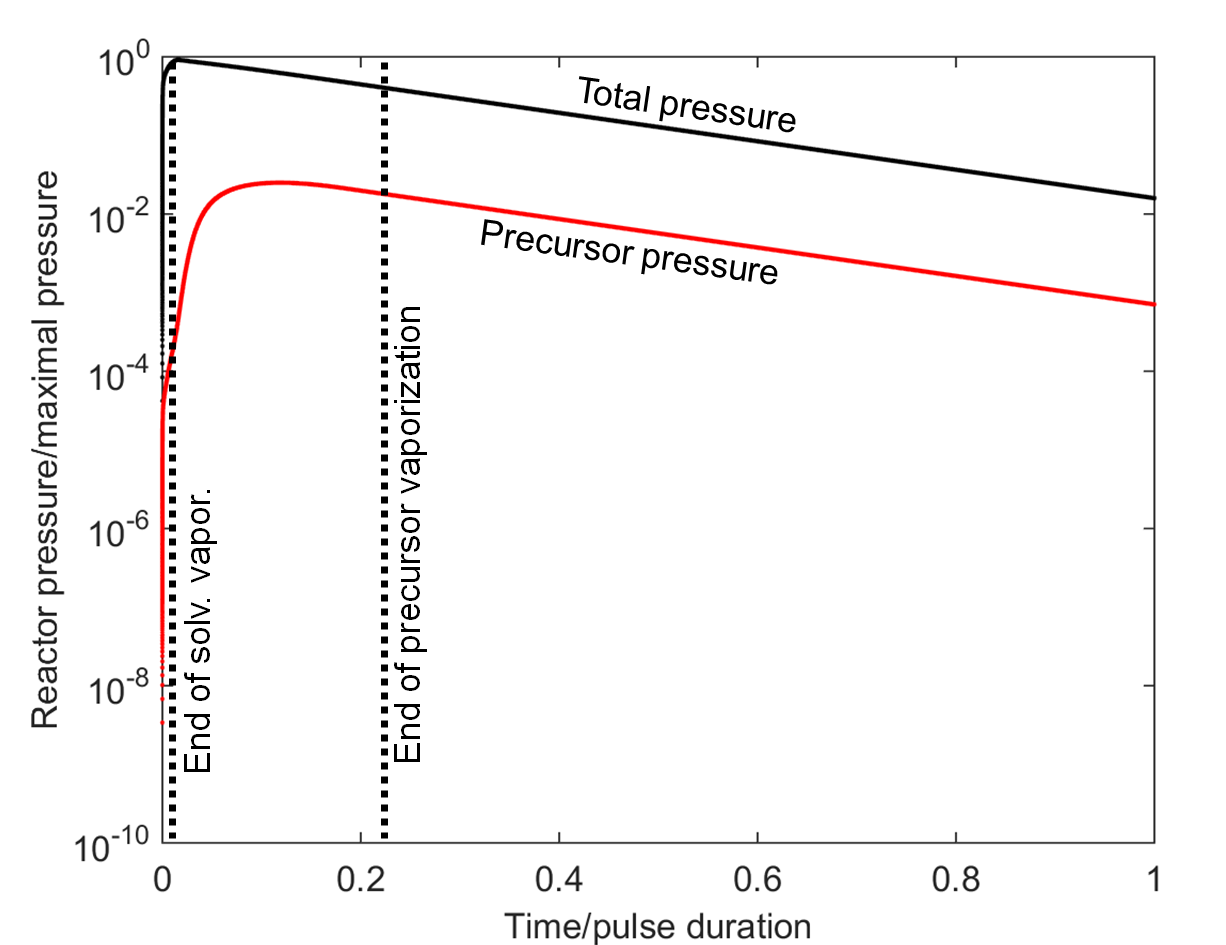 10^0
10^-2
10^-4
10^-6
10^-8
10^-10
Reactor pressure/maximal pressure
Total pressure
Precursor pressure
End of solv. vapor.
End of precursor vaporization
0 0.2 0.4 0.6 0.8 1
Time/pulse duration